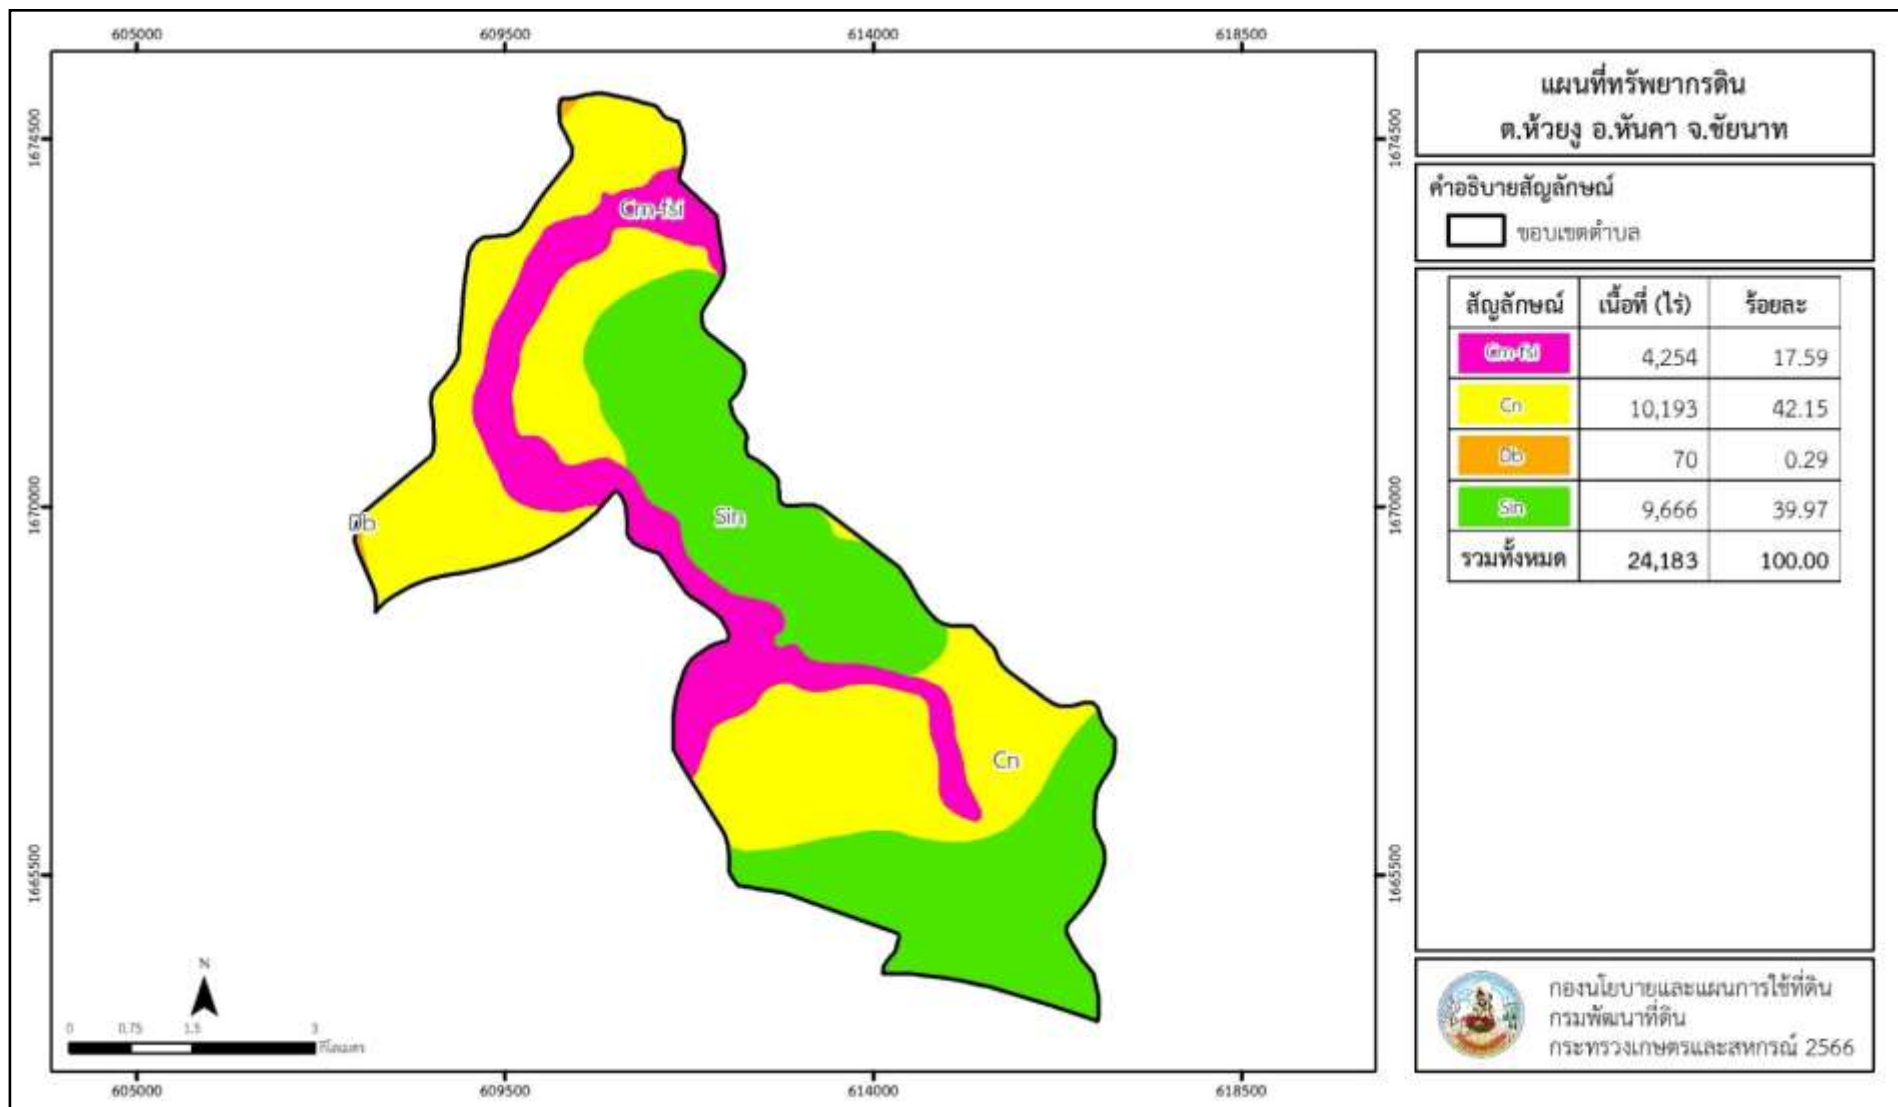 605000 609500 614000 618500
1674500 1674500
1670000 1670000
1665500 1665500
605000 609500 614000 618500
Cm-fsi
Db
Sin
Cn
N
0 0.75 1.5 3
กิโลเมตร
แผนที่ทรัพยากรดิน
ต.ห้วยงู อ.หันคา จ.ชัยนาท
คำอธิบายสัญลักษณ์
ขอบเขตตำบล
สัญลักษณ์ เนื้อที่ (ไร่) ร้อยละ
Cm-fsi 4,254 17.59
Cn 10,193 42.15
Db 70 0.29
Sin 9,666 39.97
รวมทั้งหมด 24,183 100.00
กองนโยบายและแผนการใช้ที่ดิน
กรมพัฒนาที่ดิน
กระทรวงเกษตรและสหกรณ์ 2566